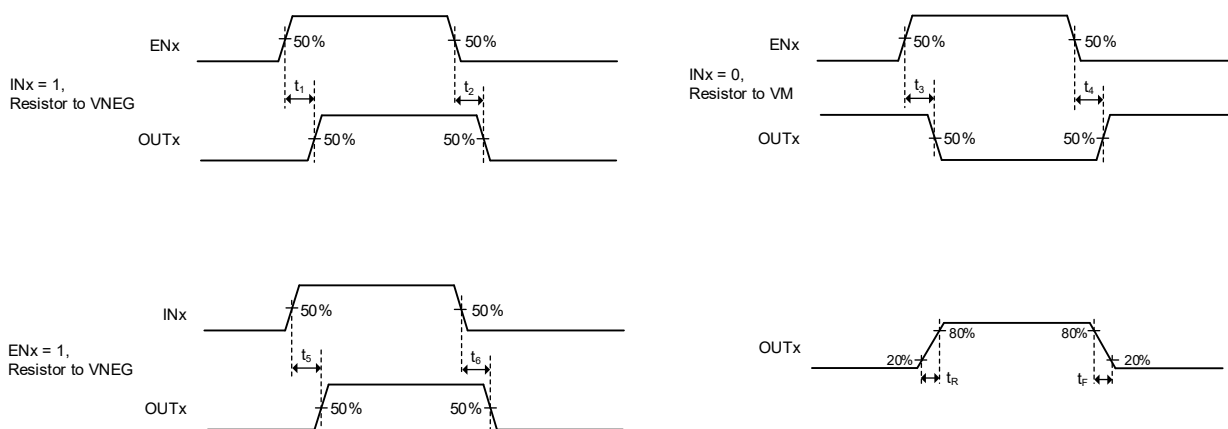 ENx
50%
50%
INx = 1,
Resistor to VNEG
t1
t2
OUTx
50%
50%
ENx
50%
50%
INx = 0,
Resistor to VM
t3
t4
OUTx
50%
50%
INx
50%
50%
ENx = 1,
Resistor to VNEG
t5
t6
OUTx
50%
50%
OUTx
80%
80%
20%
20%
tR
tF